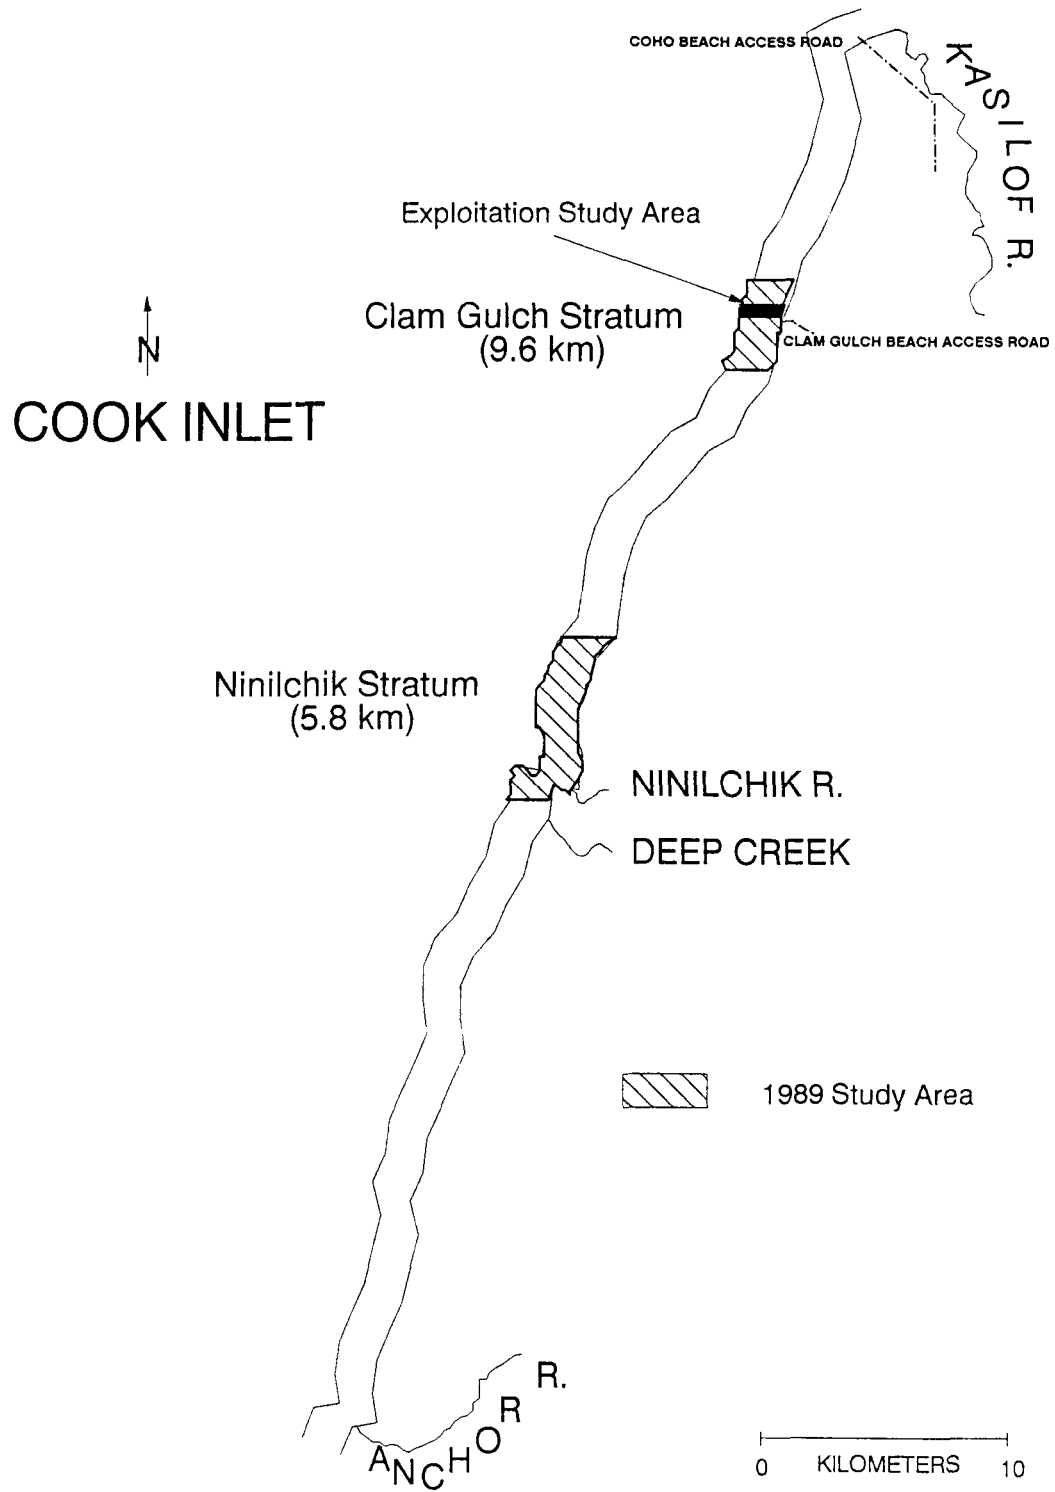 COHO BEACH ACCESS ROAD
KASILOF R.
Exploitation Study Area
Clam Gulch Stratum
(9.6 km)
CLAM GULCH BEACH ACCESS ROAD
N
COOK INLET
Ninilchik Stratum
(5.8 km)
NINILCHIK R.
DEEP CREEK
1989 Study Area
ANCHOR R.
0 KILOMETERS 10